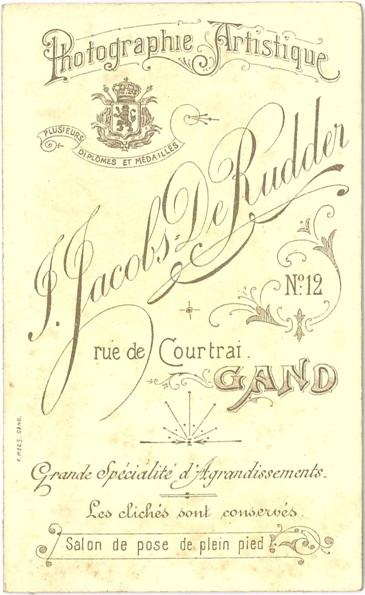 Photographie Artistique
PLUSIEURS
DIPLÔMES ET MÉDAILLES
J. Jacobs=De Rudder
No. 12
rue de Courtrai.
GAND
Grande Spécialité d'Agrandissements.
Les clichés sont conservés.
Salon de pose de plein pied